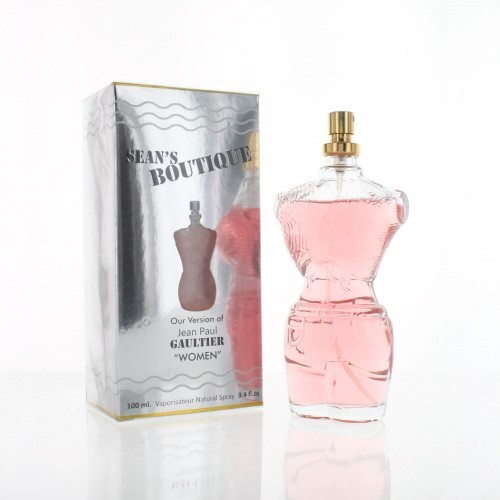 SEAN'S
BOUTIQUE
Our Version of
Jean Paul
GAULTIER
"WOMEN"
100 ml. Vaporisateur Natural Spray 3.4 fl.oz